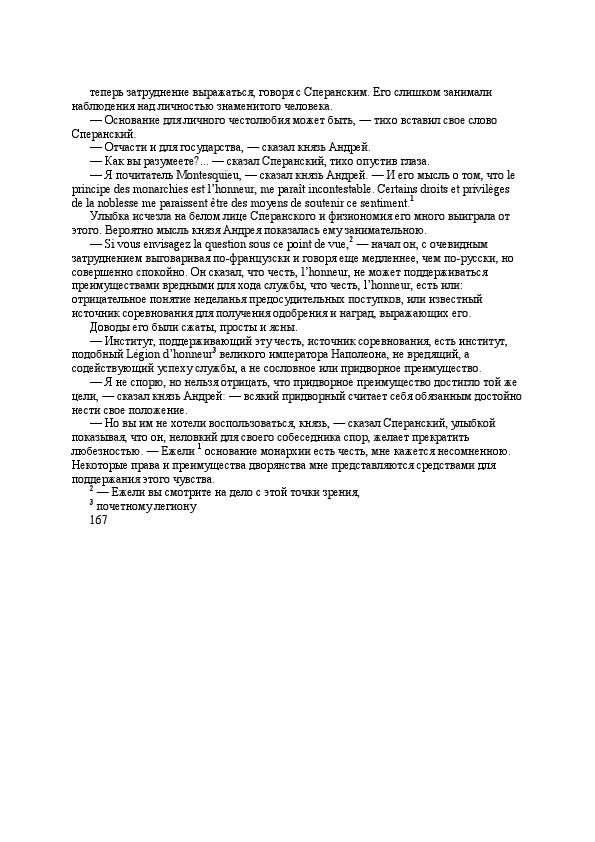 теперь затруднение выражаться, говоря с Сперанским. Его слишком занимали
наблюдения над личностью знаменитого человека.
— Основание для личного честолюбия может быть, — тихо вставил свое слово
Сперанский.
— Отчасти и для государства, — сказал князь Андрей.
— Как вы разумеете?... — сказал Сперанский, тихо опустив глаза.
— Я почитатель Montesquieu, — сказал князь Андрей. — И его мысль о том, что le
principe des monarchies est l’honneur, me paraît incontestable. Certains droits et privilèges
de la noblesse me paraissent être des moyens de soutenir ce sentiment.1
Улыбка исчезла на белом лице Сперанского и физиономия его много выиграла от
этого. Вероятно мысль князя Андрея показалась ему занимательною.
— Si vous envisagez la question sous ce point de vue,2 — начал он, с очевидным
затруднением выговаривая по-французски и говоря еще медленнее, чем по-русски, но
совершенно спокойно. Он сказал, что честь, l’honneur, не может поддерживаться
преимуществами вредными для хода службы, что честь, l’honneur, есть или:
отрицательное понятие неделанья предосудительных поступков, или известный
источник соревнования для получения одобрения и наград, выражающих его.
Доводы его были сжаты, просты и ясны.
— Институт, поддерживающий эту честь, источник соревнования, есть институт,
подобный Légion d’honneur3 великого императора Наполеона, не вредящий, а
содействующий успеху службы, а не сословное или придворное преимущество.
— Я не спорю, но нельзя отрицать, что придворное преимущество достигло той же
цели, — сказал князь Андрей: — всякий придворный считает себя обязанным достойно
нести свое положение.
— Но вы им не хотели воспользоваться, князь, — сказал Сперанский, улыбкой
показывая, что он, неловкий для своего собеседника спор, желает прекратить
любезностью. — Ежели 1 основание монархии есть честь, мне кажется несомненною.
Некоторые права и преимущества дворянства мне представляются средствами для
поддержания этого чувства.
2 — Ежели вы смотрите на дело с этой точки зрения,
3 почетному легиону
167